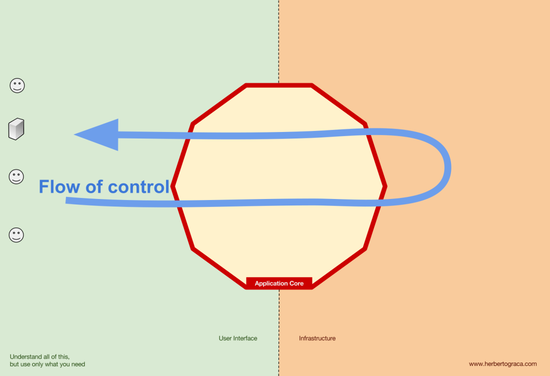 Flow of control
Application Core
User Interface
Infrastructure
Understand all of this,
but use only what you need
www.herbertograca.com